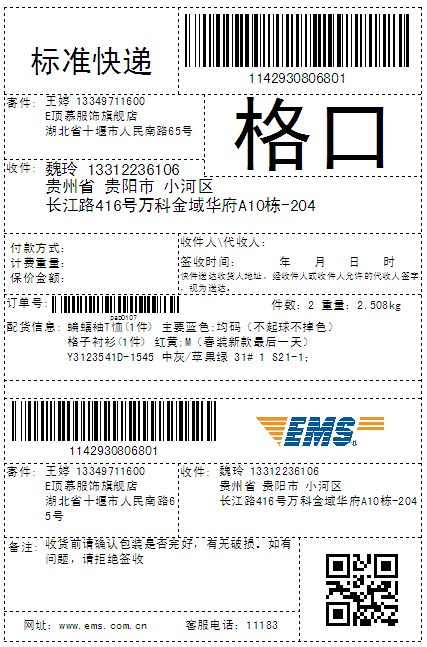 标准快递
1142930806801
寄件: 王婷 13349711600
E顶慕服饰旗舰店
湖北省十堰市人民南路65号
格口
收件: 魏玲 13312236106
贵州省 贵阳市 小河区
长江路416号万科金域华府A10栋-204
付款方式:
计费重量:
保价金额:
收件人\代收人:
签收时间: 年 月 日 时
快件送达收货人地址,经收件人或收件人允许的代收人签字,视为送达。
订单号:
pab0107
件数: 2 重量: 2.508kg
配货信息: 蝙蝠袖T恤(1件) 主要蓝色;均码(不起球不掉色)
格子衬衫(1件) 红黄;M(春装新款最后一天)
Y3123541D-1545 中灰/苹果绿 31# 1 S21-1;
1142930806801
EMS
寄件: 王婷 13349711600
E顶慕服饰旗舰店
湖北省十堰市人民南路6
5号
收件: 魏玲 13312236106
贵州省 贵阳市 小河区
长江路416号万科金域华府A10栋-204
备注: 收货前请确认包装是否完好,有无破损。如有
问题,请拒绝签收
网址: www.ems.com.cn 客服电话: 11183